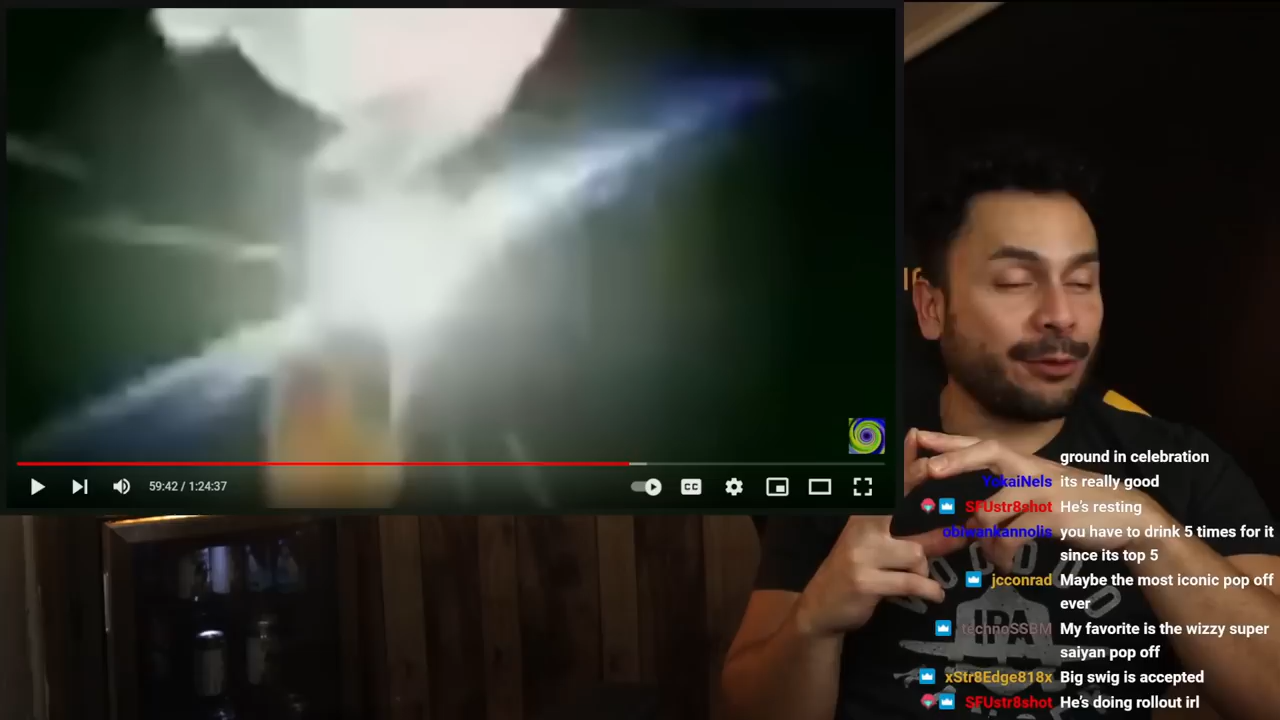 59:42 / 1:24:37
CC
ground in celebration
YokaiNels its really good
SFUstr8shot He's resting
obiwankannolis you have to drink 5 times for it
since its top 5
jcconrad Maybe the most iconic pop off
ever
technoSSBM My favorite is the wizzy super
saiyan pop off
xStr8Edge818x Big swig is accepted
SFUstr8shot He's doing rollout irl
IPA